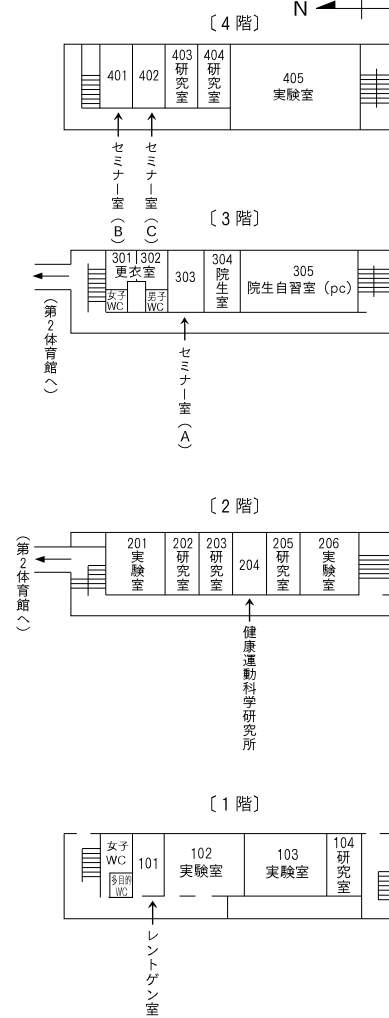 N
〔４階〕
401
402
403
研究室
404
研究室
405
実験室
セミナー室（B）
セミナー室（C）
〔３階〕
301
302
更衣室
女子
WC
男子
WC
303
304
院生室
305
院生自習室（pc）
（第２体育館へ）
セミナー室（A）
〔２階〕
（第２体育館へ）
201
実験室
202
研究室
203
研究室
204
205
研究室
206
実験室
健康運動科学研究所
〔１階〕
女子
WC
多目的
WC
101
102
実験室
103
実験室
104
研究室
レントゲン室